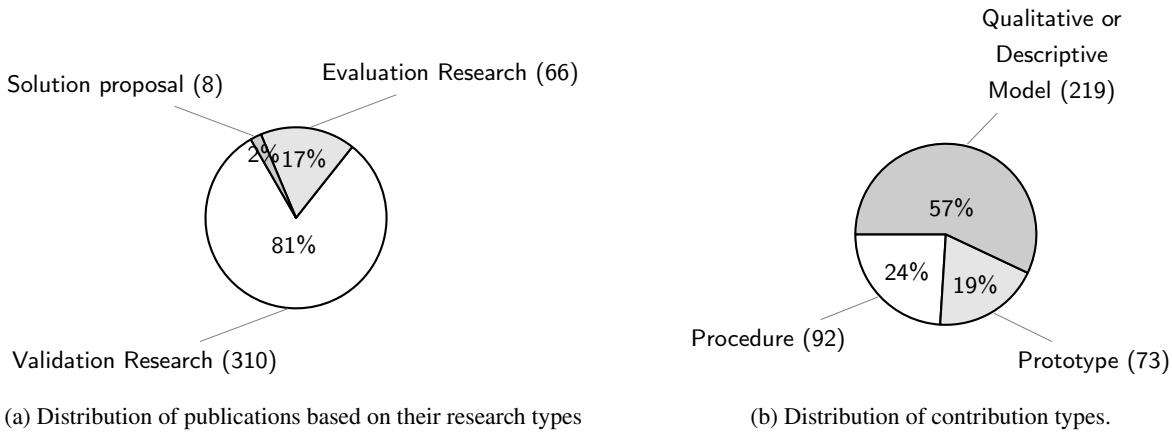 Solution proposal (8)
Evaluation Research (66)
2%
17%
81%
Validation Research (310)
(a) Distribution of publications based on their research types
Qualitative or
Descriptive
Model (219)
57%
24%
19%
Procedure (92)
Prototype (73)
(b) Distribution of contribution types.